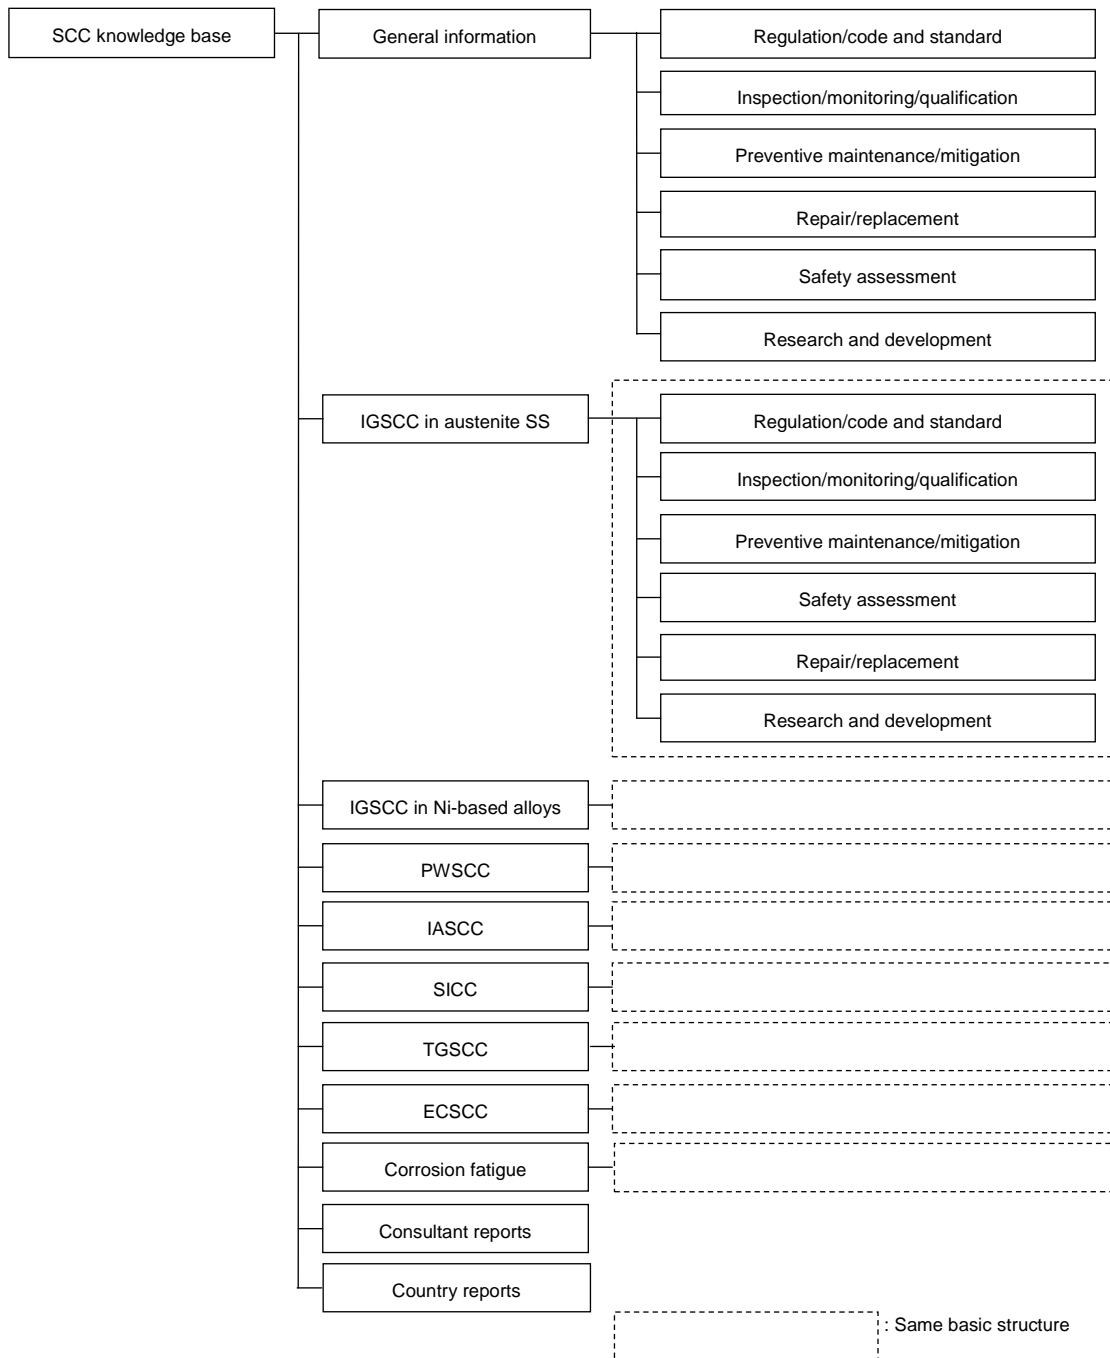 SCC knowledge base
General information
Regulation/code and standard
Inspection/monitoring/qualification
Preventive maintenance/mitigation
Repair/replacement
Safety assessment
Research and development
IGSCC in austenite SS
Regulation/code and standard
Inspection/monitoring/qualification
Preventive maintenance/mitigation
Safety assessment
Repair/replacement
Research and development
IGSCC in Ni-based alloys
PWSCC
IASCC
SICC
TGSCC
ECSCC
Corrosion fatigue
Consultant reports
Country reports
: Same basic structure